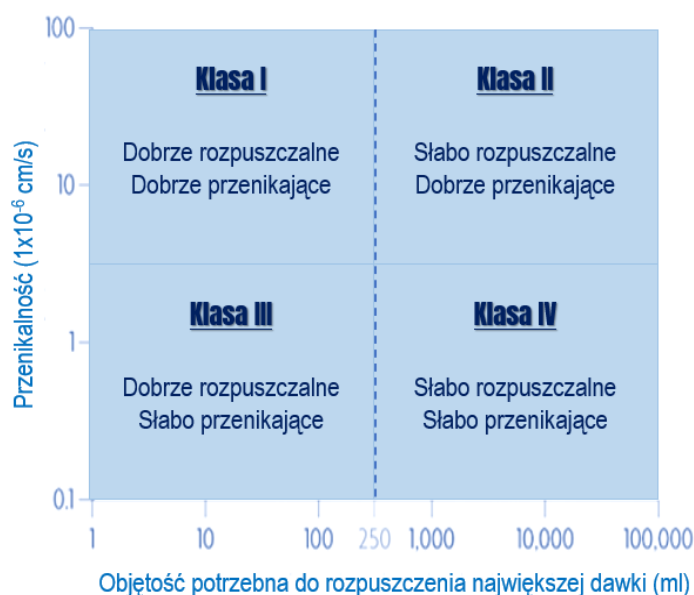 100
Klasa I
Klasa II
Dobrze rozpuszczalne
Dobrze przenikające
Słabo rozpuszczalne
Dobrze przenikające
10
Przenikalność (1x10⁻⁶ cm/s)
Klasa III
Klasa IV
1
Dobrze rozpuszczalne
Słabo przenikające
Słabo rozpuszczalne
Słabo przenikające
0.1
1 10 100 250 1,000 10,000 100,000
Objętość potrzebna do rozpuszczenia największej dawki (ml)